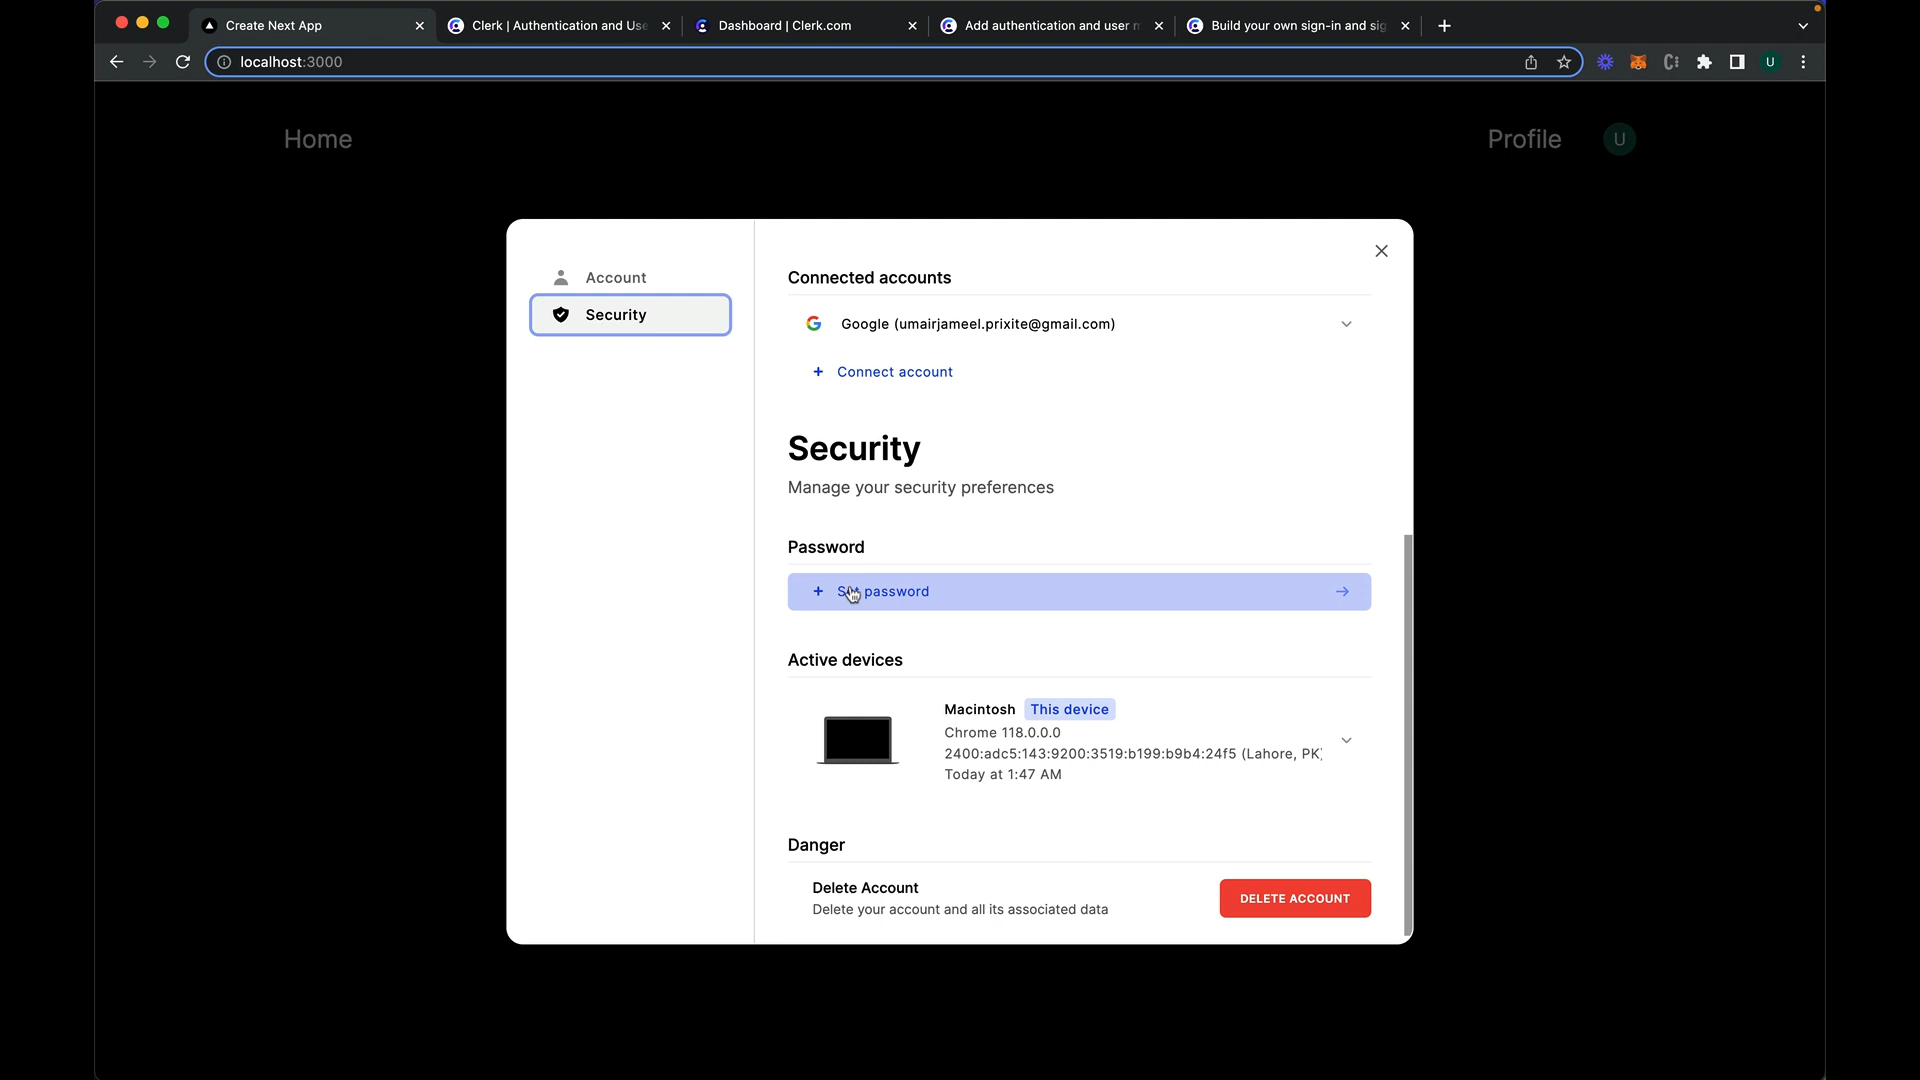 Create Next App
Clerk | Authentication and Use
Dashboard | Clerk.com
Add authentication and user m
Build your own sign-in and sig
localhost:3000
U
Home
Profile
U
Account
Security
Connected accounts
Google (umairjameel.prixite@gmail.com)
+ Connect account
Security
Manage your security preferences
Password
+ Set password
Active devices
Macintosh This device
Chrome 118.0.0.0
2400:adc5:143:9200:3519:b199:b9b4:24f5 (Lahore, PK)
Today at 1:47 AM
Danger
Delete Account
Delete your account and all its associated data
DELETE ACCOUNT